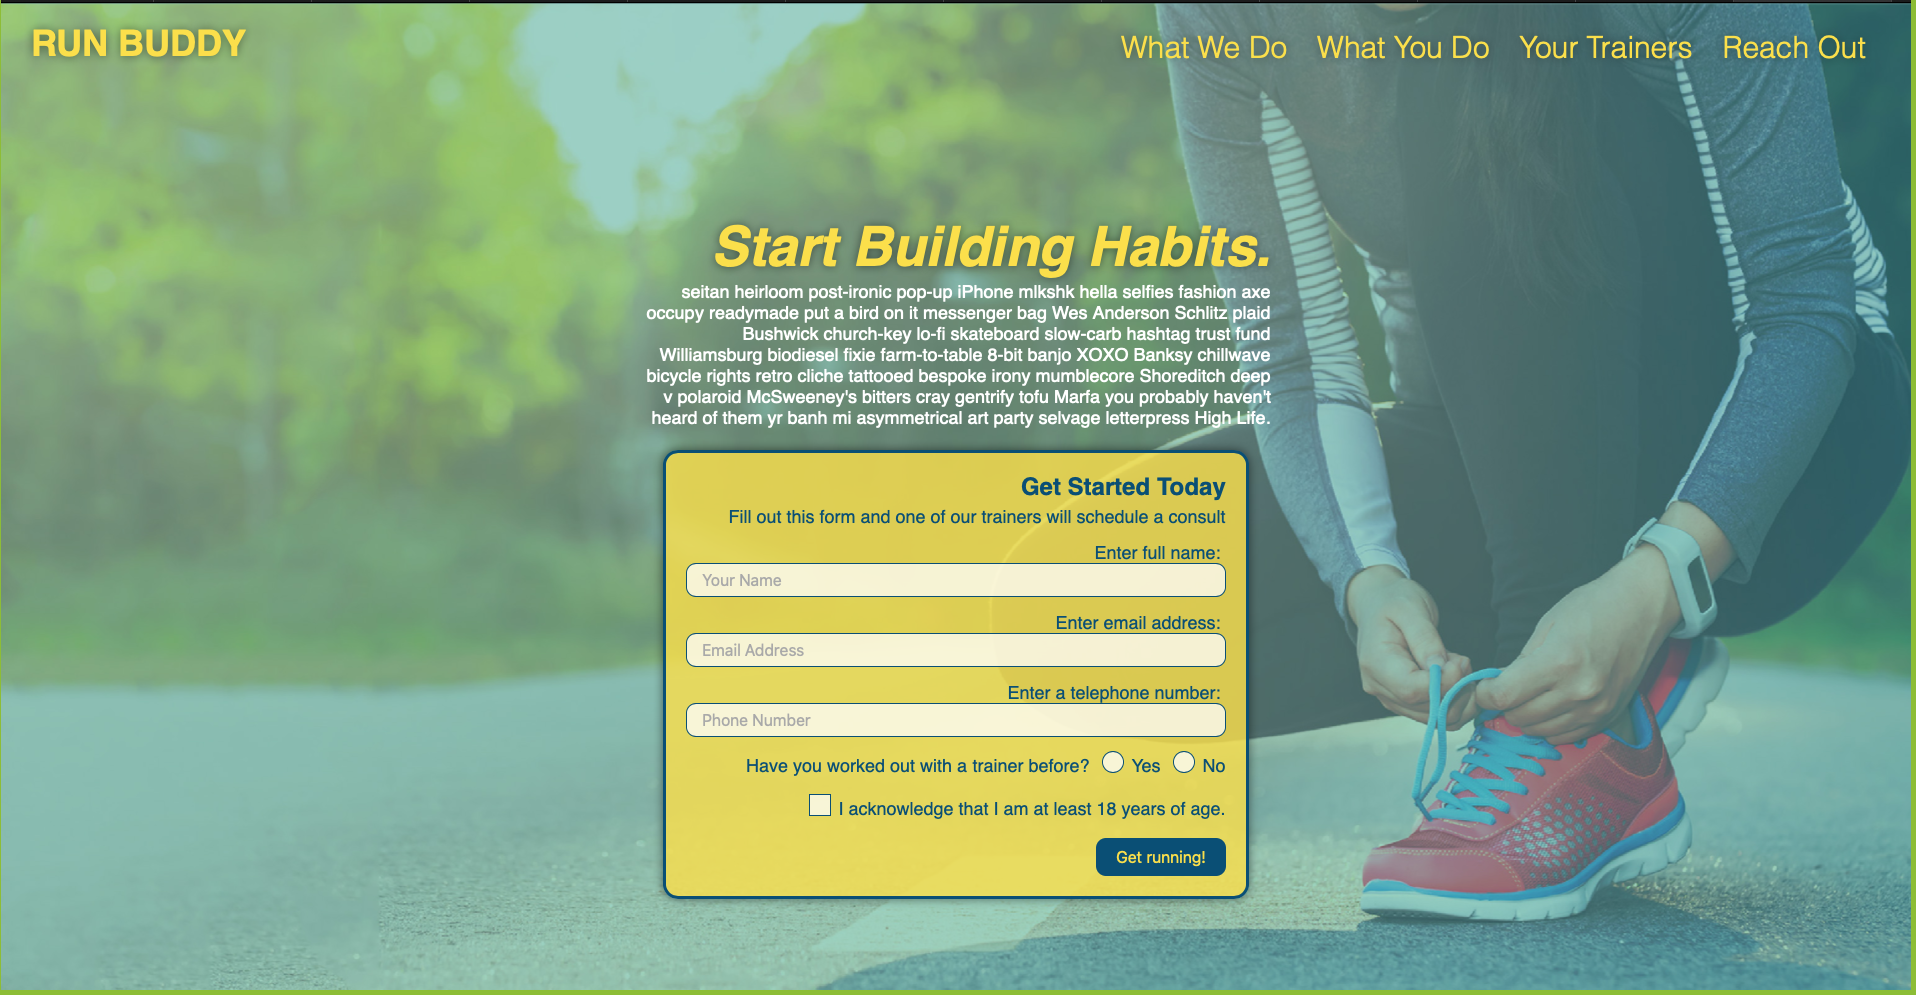 RUN BUDDY
What We Do What You Do Your Trainers Reach Out
Start Building Habits.
seitan heirloom post-ironic pop-up iPhone mlkshk hella selfies fashion axe
occupy readymade put a bird on it messenger bag Wes Anderson Schlitz plaid
Bushwick church-key lo-fi skateboard slow-carb hashtag trust fund
Williamsburg biodiesel fixie farm-to-table 8-bit banjo XOXO Banksy chillwave
bicycle rights retro cliche tattooed bespoke irony mumblecore Shoreditch deep
v polaroid McSweeney's bitters cray gentrify tofu Marfa you probably haven't
heard of them yr banh mi asymmetrical art party selvage letterpress High Life.
Get Started Today
Fill out this form and one of our trainers will schedule a consult
Enter full name:
Your Name
Enter email address:
Email Address
Enter a telephone number:
Phone Number
Have you worked out with a trainer before? Yes No
I acknowledge that I am at least 18 years of age.
Get running!